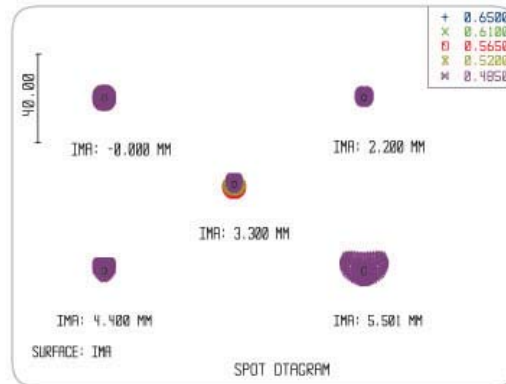 + 0.6500
× 0.6100
0.5650
0.5200
0.4850
40.00
IMA: -0.000 MM
IMA: 2.200 MM
IMA: 3.300 MM
IMA: 4.400 MM
IMA: 5.501 MM
SURFACE: IMA
SPOT DTAGRAM